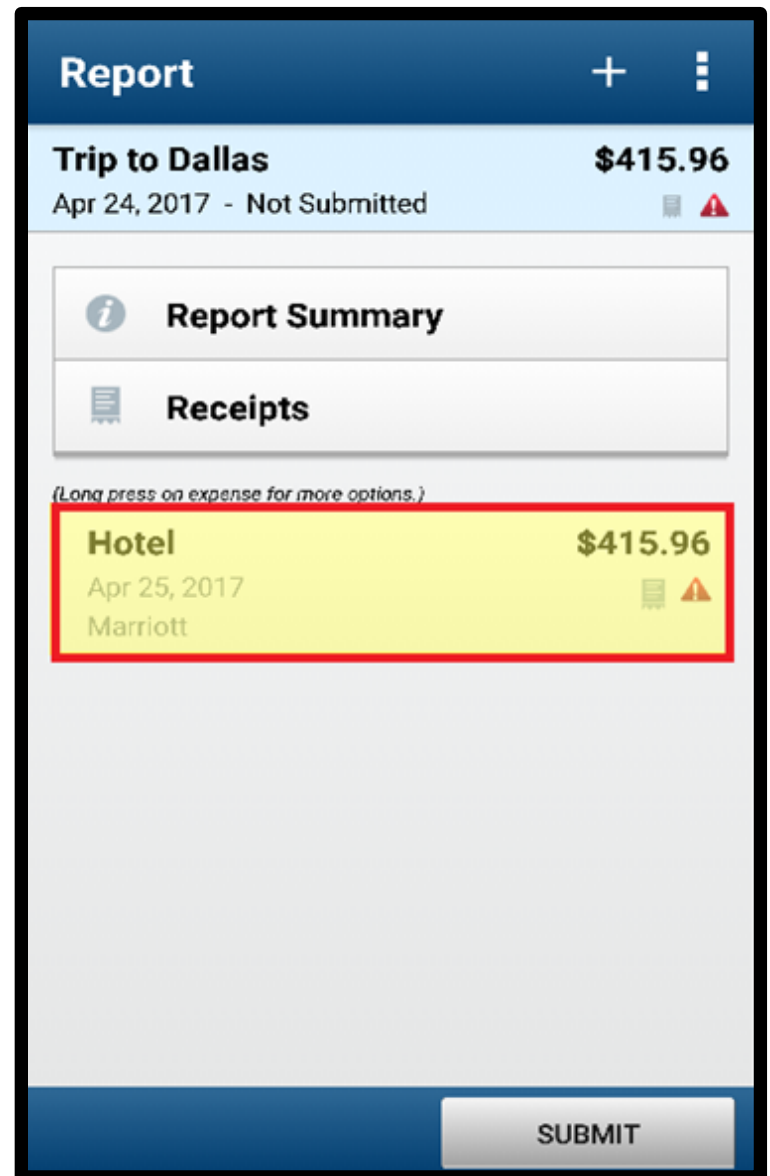 Report
Trip to Dallas $415.96
Apr 24, 2017 - Not Submitted
Report Summary
Receipts
(Long press on expense for more options.)
Hotel $415.96
Apr 25, 2017
Marriott
SUBMIT